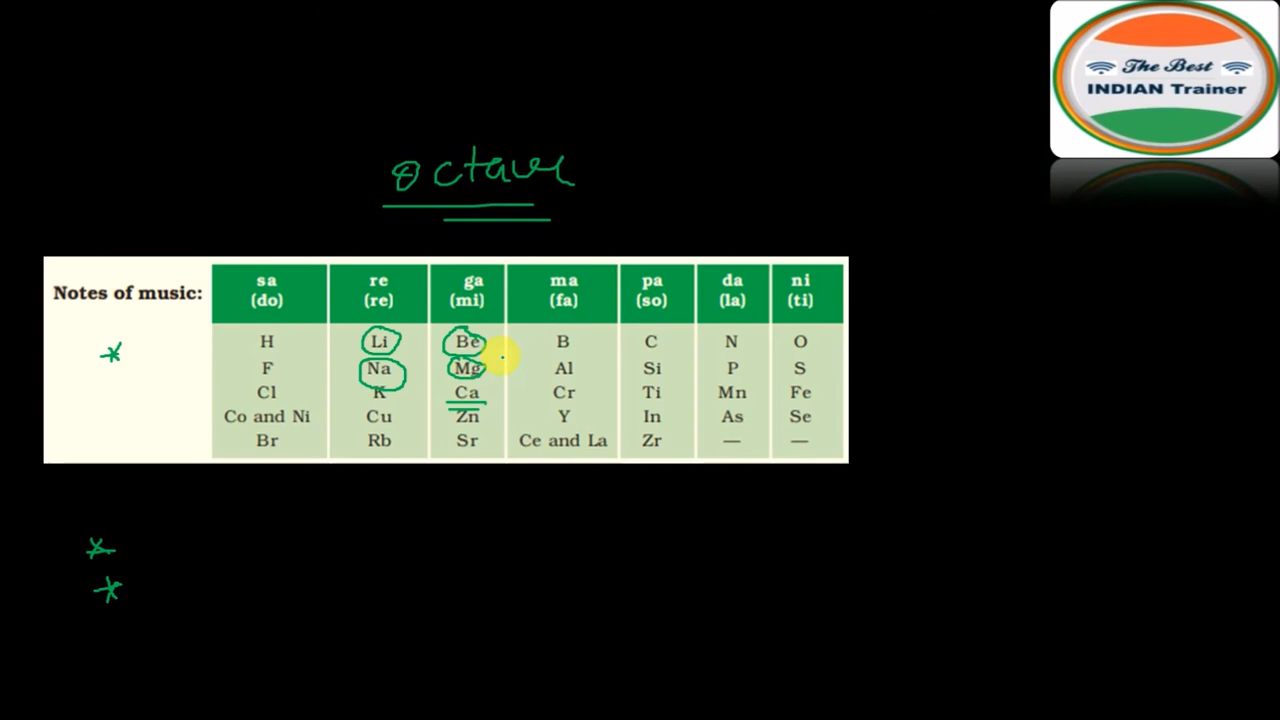 The Best
INDIAN Trainer
octave
Notes of music: sa re ga ma pa da ni
(do) (re) (mi) (fa) (so) (la) (ti)
H Li Be B C N O
F Na Mg Al Si P S
Cl K Ca Cr Ti Mn Fe
Co and Ni Cu Zn Y In As Se
Br Rb Sr Ce and La Zr — —